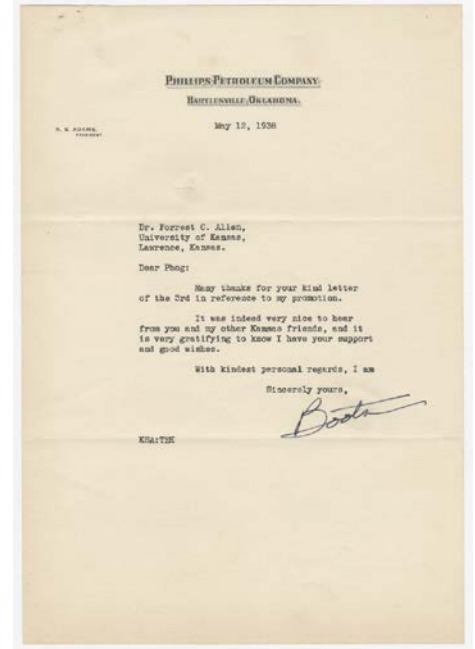 PHILLIPS PETROLEUM COMPANY
BARTLESVILLE, OKLAHOMA.
K. S. ADAMS,
PRESIDENT
May 12, 1938
Dr. Forrest C. Allen,
University of Kansas,
Lawrence, Kansas.
Dear Phog:
Many thanks for your kind letter
of the 3rd in reference to my promotion.
It was indeed very nice to hear
from you and my other Kansas friends, and it
is very gratifying to know I have your support
and good wishes.
With kindest personal regards, I am
Sincerely yours,
Boots
KSA:TEK